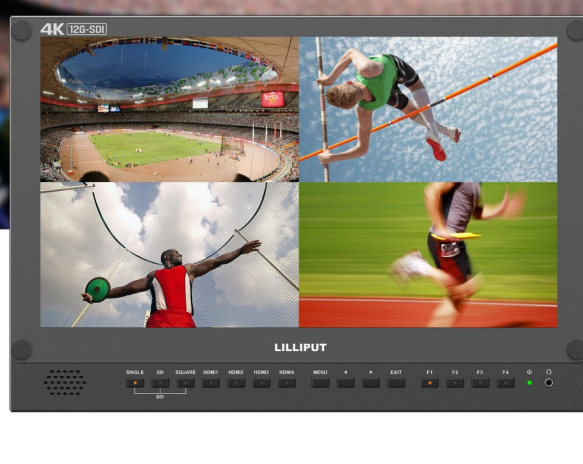 4K 12G-SDI
LILLIPUT
SINGLE 2SI SQUARE HDMI1 HDMI2 HDMI3 HDMI4 MENU EXIT F1 F2 F3 F4
SDI